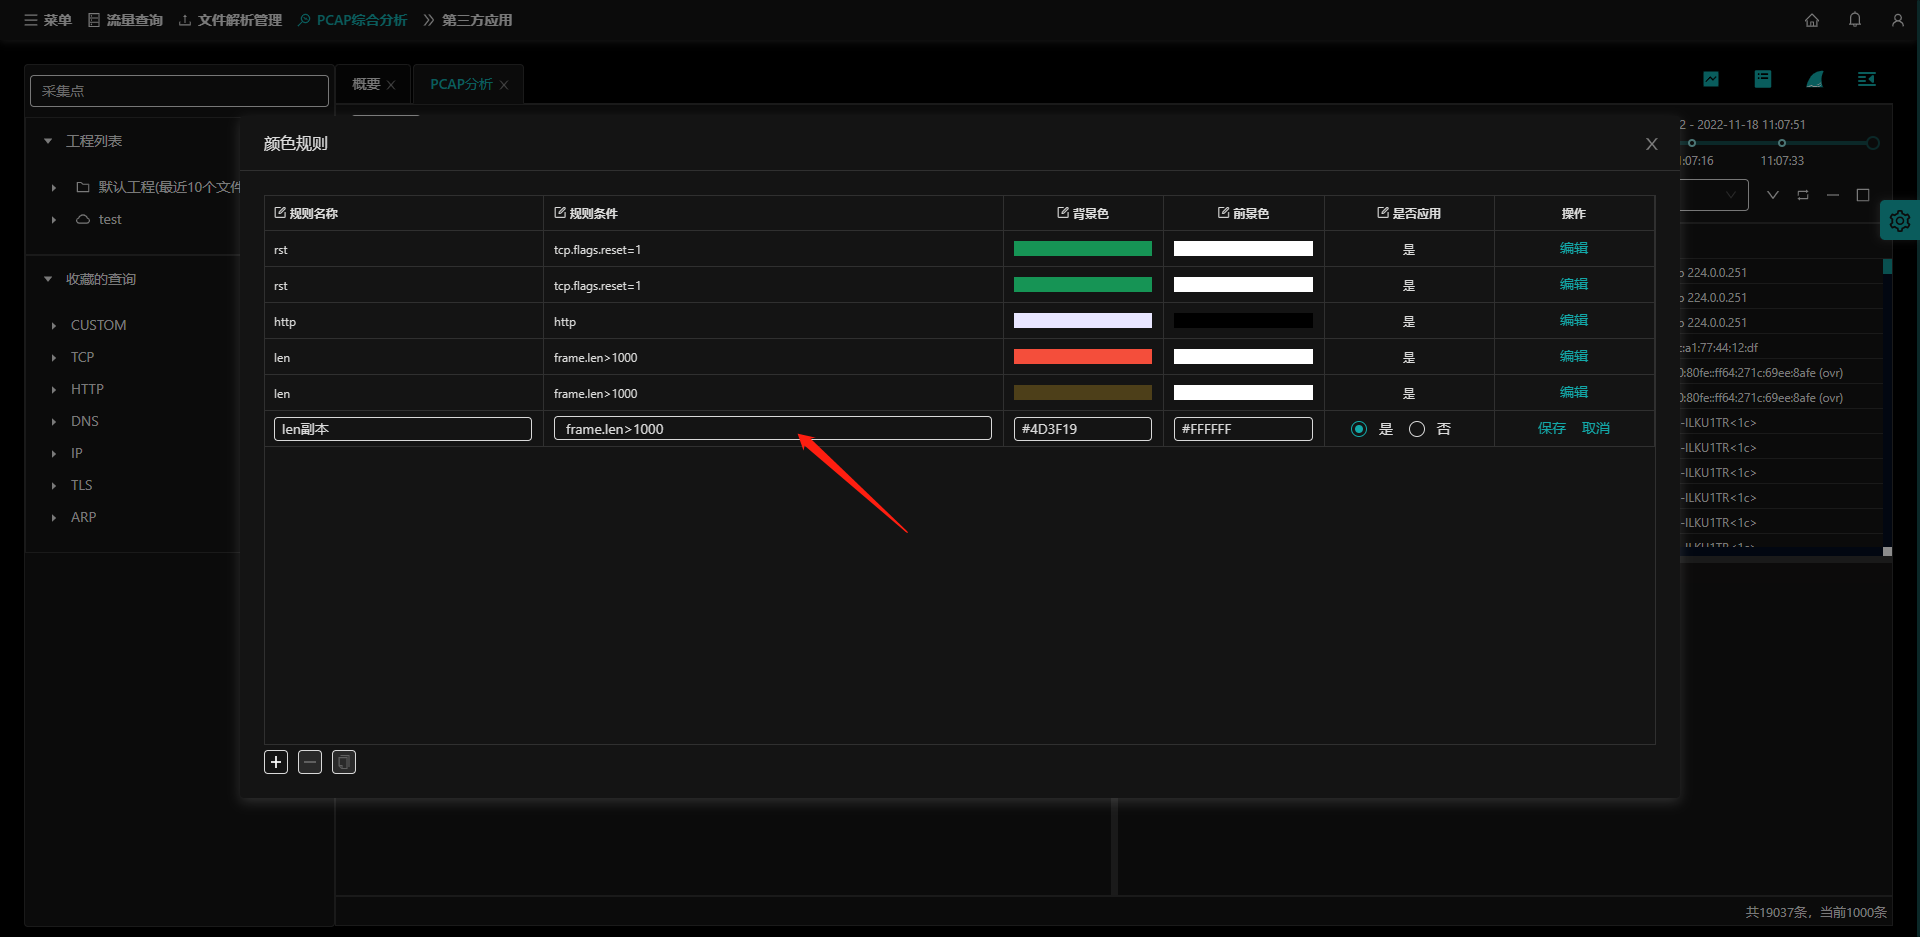 菜单 流量查询 文件解析管理 PCAP综合分析 第三方应用
采集点
概要 PCAP分析
工程列表
默认工程(最近10个文件
test
收藏的查询
CUSTOM
TCP
HTTP
DNS
IP
TLS
ARP
2 - 2022-11-18 11:07:51
:07:16 11:07:33
颜色规则
规则名称 规则条件 背景色 前景色 是否应用 操作
rst tcp.flags.reset=1 是 编辑
rst tcp.flags.reset=1 是 编辑
http http 是 编辑
len frame.len>1000 是 编辑
len frame.len>1000 是 编辑
len副本 frame.len>1000 #4D3F19 #FFFFFF 是 否 保存 取消
224.0.0.251
224.0.0.251
224.0.0.251
:a1:77:44:12:df
:80fe::ff64:271c:69ee:8afe (ovr)
:80fe::ff64:271c:69ee:8afe (ovr)
-ILKU1TR<1c>
-ILKU1TR<1c>
-ILKU1TR<1c>
-ILKU1TR<1c>
-ILKU1TR<1c>
-ILKU1TR<1c>
共19037条，当前1000条